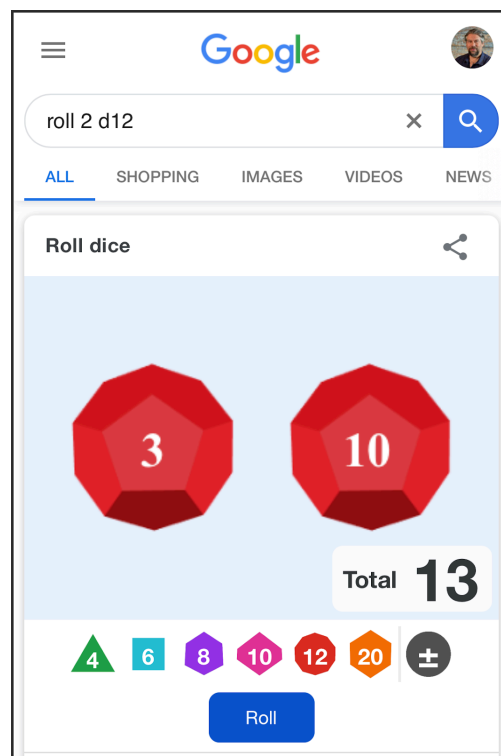 Google
roll 2 d12
ALL SHOPPING IMAGES VIDEOS NEWS
Roll dice
3 10
Total 13
4 6 8 10 12 20 ±
Roll